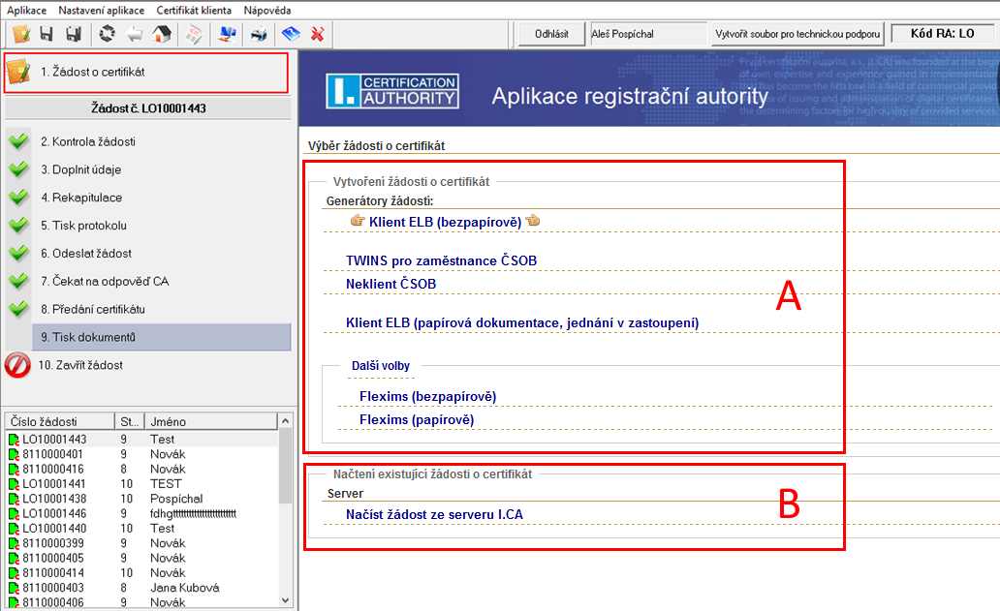 Aplikace Nastavení aplikace Certifikát klienta Nápověda
Odhlásit Aleš Pospíchal Vytvořit soubor pro technickou podporu Kód RA: LO
1. Žádost o certifikát
Žádost č. LO10001443
2. Kontrola žádosti
3. Doplnit údaje
4. Rekapitulace
5. Tisk protokolu
6. Odeslat žádost
7. Čekat na odpověď CA
8. Předání certifikátu
9. Tisk dokumentů
10. Zavřít žádost
Číslo žádosti St... Jméno
LO10001443 9 Test
8110000401 9 Novák
8110000416 8 Novák
LO10001441 10 TEST
LO10001438 10 Pospíchal
LO10001446 9
LO10001440 10 Test
8110000399 9 Novák
8110000405 9 Novák
8110000414 10 Novák
8110000403 8 Jana Kubová
8110000406 9 Novák
I. CERTIFICATION
AUTHORITY
Aplikace registrační autority
První certifikační autorita, a.s. (I.CA) was founded at the beg
of own expertise and experience gained in implementatio
has become the first one in a field of commercial provid
of issuing and administration of digital certificates
the determining factors for high quality of provided services
Výběr žádosti o certifikát
Vytvoření žádosti o certifikát
Generátory žádostí:
Klient ELB (bezpapírově)
TWINS pro zaměstnance ČSOB
Neklient ČSOB
A
Klient ELB (papírová dokumentace, jednání v zastoupení)
Další volby
Flexims (bezpapírově)
Flexims (papírově)
Načtení existující žádosti o certifikát
Server
Načíst žádost ze serveru I.CA
B